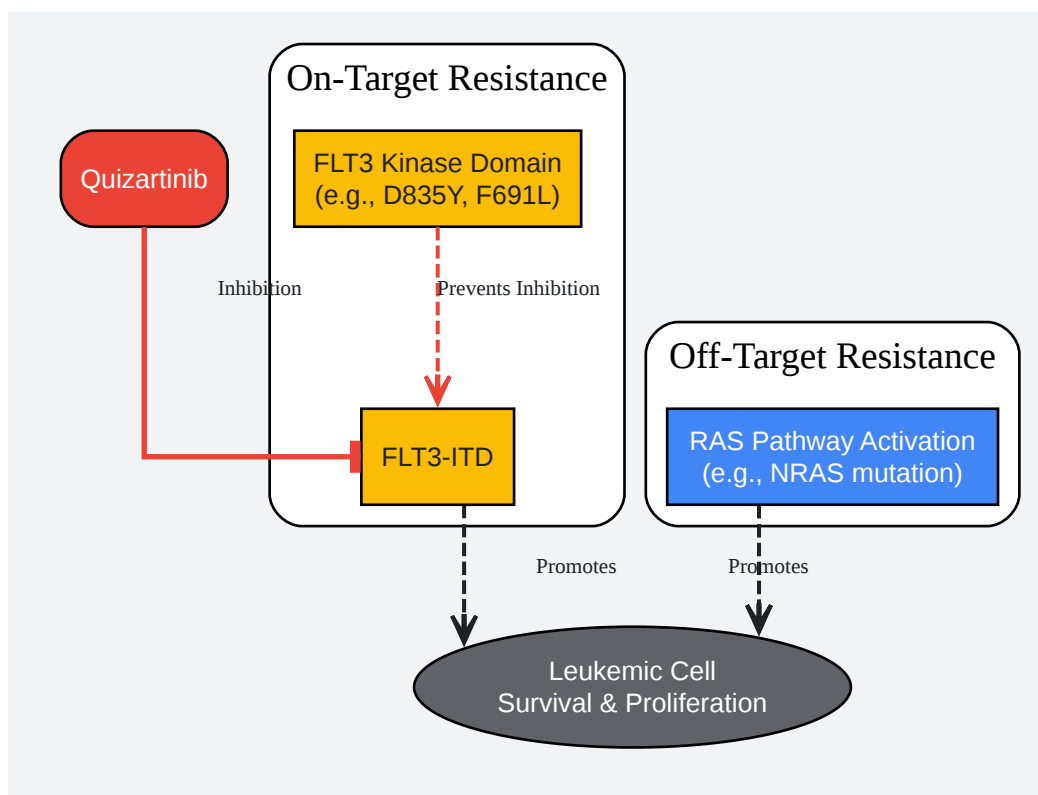 On-Target Resistance
Quizartinib
FLT3 Kinase Domain
(e.g., D835Y, F691L)
Inhibition
Prevents Inhibition
Off-Target Resistance
FLT3-ITD
RAS Pathway Activation
(e.g., NRAS mutation)
Promotes
Promotes
Leukemic Cell
Survival & Proliferation